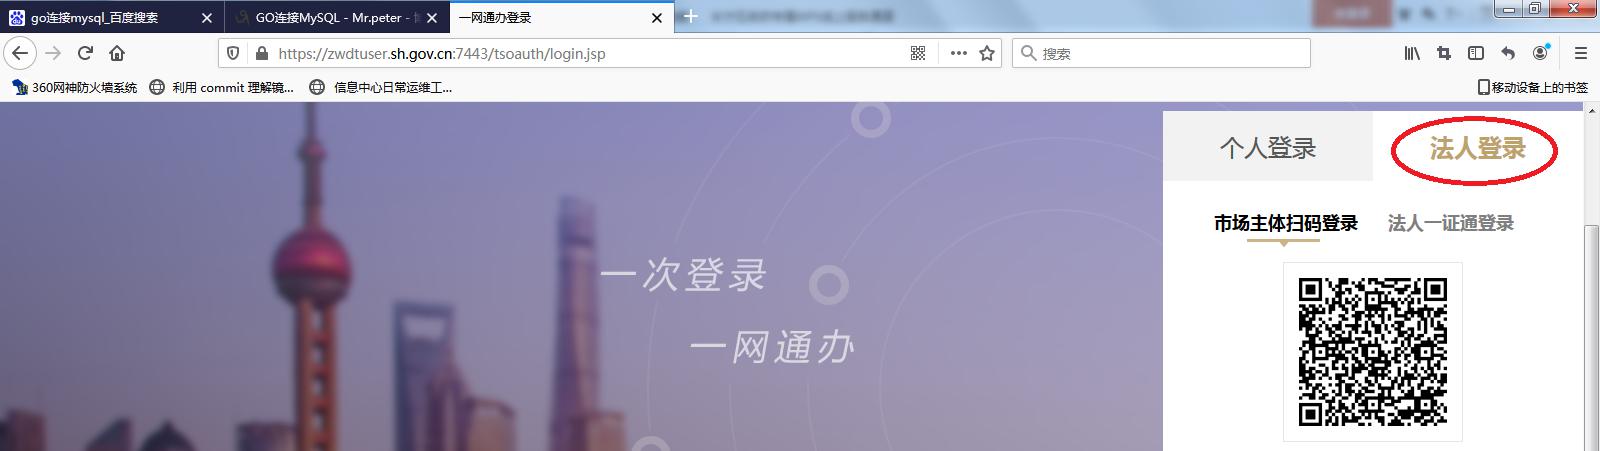 go连接mysql_百度搜索
GO连接MySQL - Mr.peter -
一网通办登录
https://zwdtuser.sh.gov.cn:7443/tsoauth/login.jsp
搜索
360网神防火墙系统
利用 commit 理解镜...
信息中心日常运维工...
移动设备上的书签
个人登录
法人登录
市场主体扫码登录
法人一证通登录
一次登录
一网通办